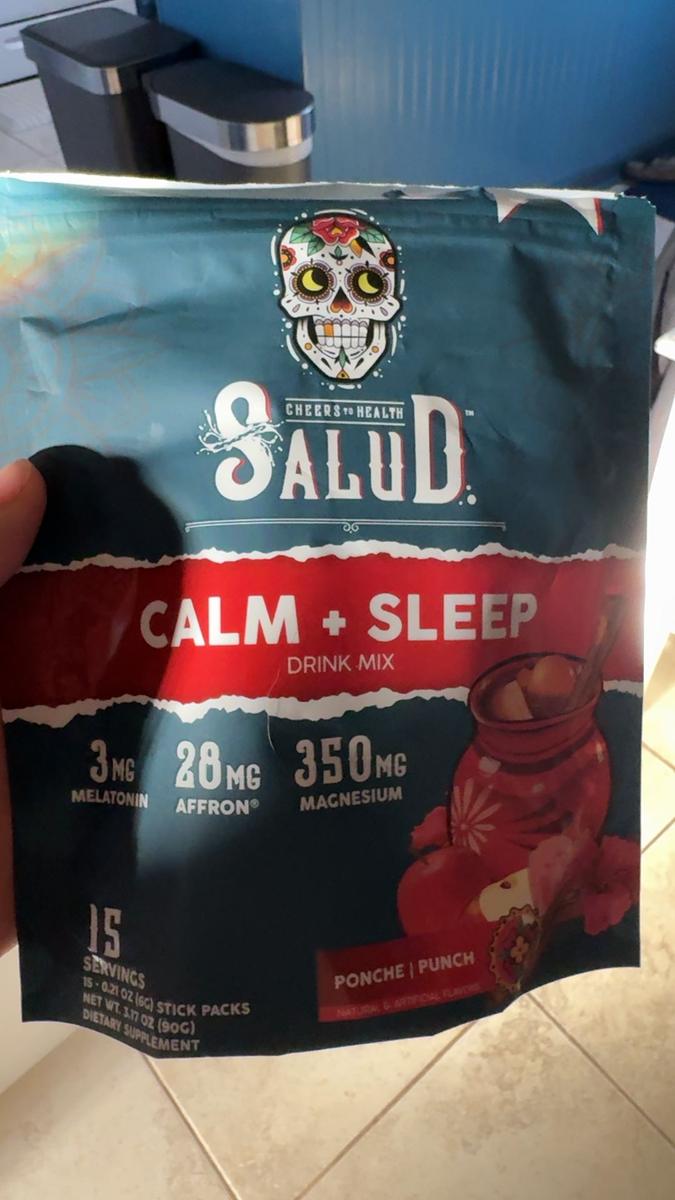 CHEERS TO HEALTH
SALUD.™
CALM + SLEEP
DRINK MIX
3MG
MELATONIN
28MG
AFFRON®
350MG
MAGNESIUM
15
SERVINGS
15 - 0.21 OZ (6G) STICK PACKS
NET WT. 3.17 OZ (90G)
DIETARY SUPPLEMENT
PONCHE | PUNCH
NATURAL & ARTIFICIAL FLAVORS